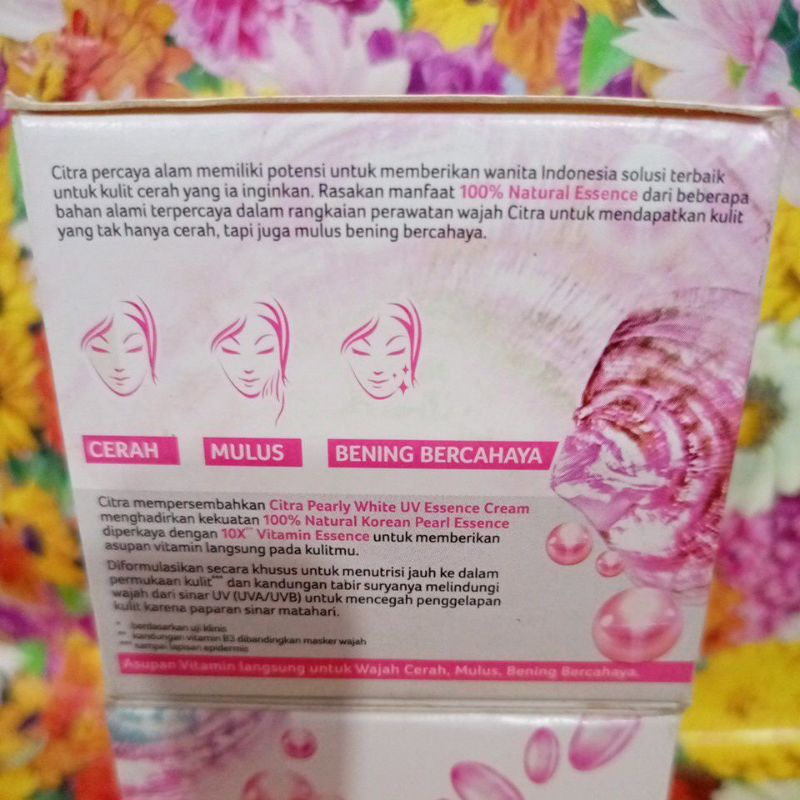 Citra percaya alam memiliki potensi untuk memberikan wanita Indonesia solusi terbaik
untuk kulit cerah yang ia inginkan. Rasakan manfaat 100% Natural Essence dari beberapa
bahan alami terpercaya dalam rangkaian perawatan wajah Citra untuk mendapatkan kulit
yang tak hanya cerah, tapi juga mulus bening bercahaya.
CERAH MULUS BENING BERCAHAYA
Citra mempersembahkan Citra Pearly White UV Essence Cream
menghadirkan kekuatan 100% Natural Korean Pearl Essence
diperkaya dengan 10X** Vitamin Essence untuk memberikan
asupan vitamin langsung pada kulitmu.
Diformulasikan secara khusus untuk menutrisi jauh ke dalam
permukaan kulit*** dan kandungan tabir suryanya melindungi
wajah dari sinar UV (UVA/UVB) untuk mencegah penggelapan
kulit karena paparan sinar matahari.
* berdasarkan uji klinis
** kandungan vitamin B3 dibandingkan masker wajah
*** sampai lapisan epidermis
Asupan Vitamin langsung untuk Wajah Cerah, Mulus, Bening Bercahaya.